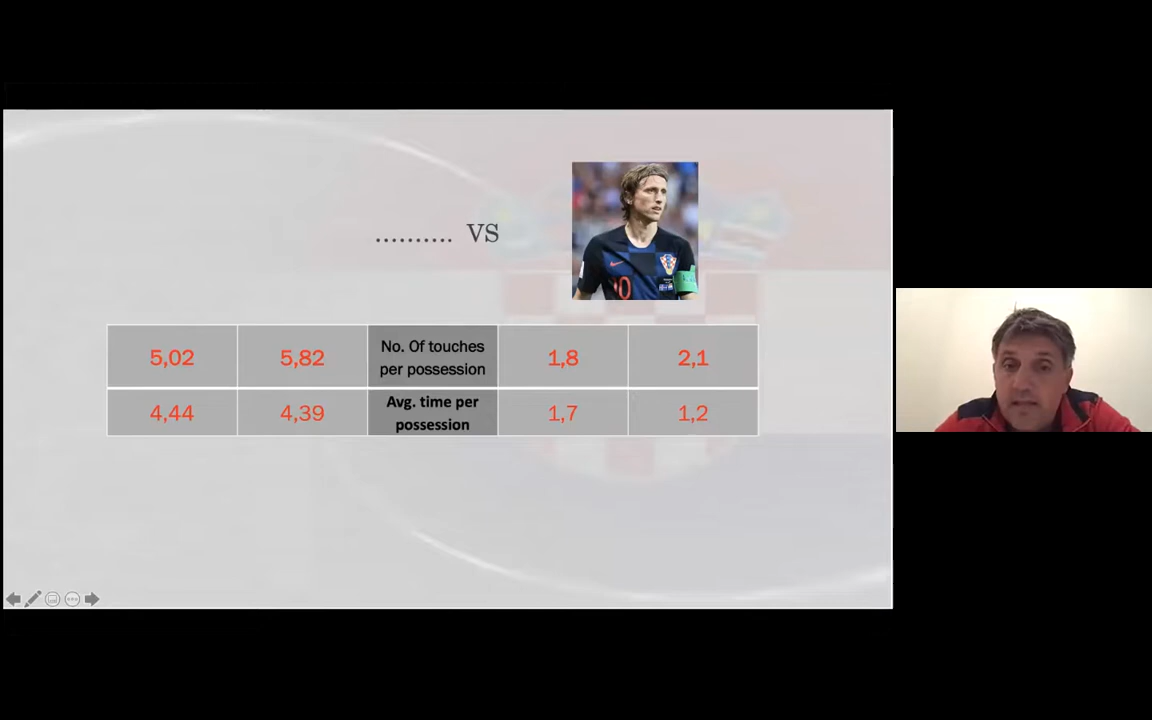 .......... VS
10
5,02 5,82 No. Of touches per possession 1,8 2,1
4,44 4,39 Avg. time per possession 1,7 1,2